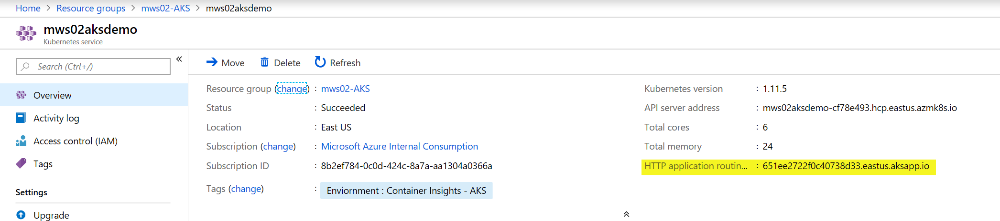 Home > Resource groups > mws02-AKS > mws02aksdemo
mws02aksdemo
Kubernetes service
Search (Ctrl+/)
«
Overview
Activity log
Access control (IAM)
Tags
Settings
Upgrade
Move Delete Refresh
Resource group (change) : mws02-AKS
Status : Succeeded
Location : East US
Subscription (change) : Microsoft Azure Internal Consumption
Subscription ID : 8b2ef784-0c0d-424c-8a7a-aa1304a0366a
Tags (change) : Enviornment : Container Insights - AKS
Kubernetes version : 1.11.5
API server address : mws02aksdemo-cf78e493.hcp.eastus.azmk8s.io
Total cores : 6
Total memory : 24
HTTP application routin... : 651ee2722f0c40738d33.eastus.aksapp.io